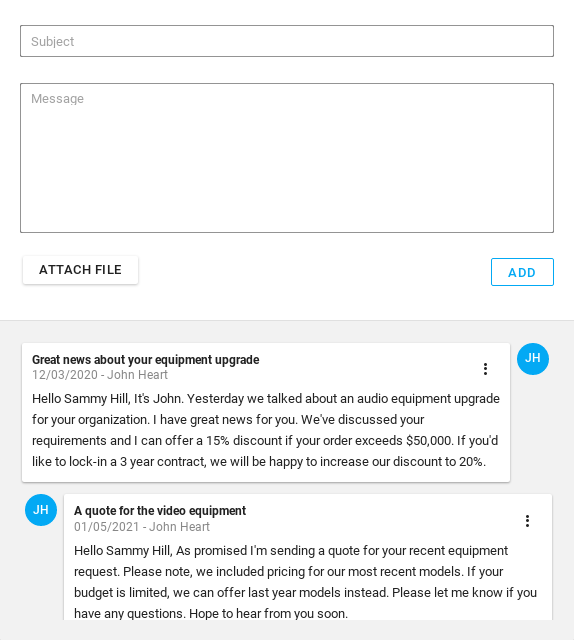 Subject
Message
ATTACH FILE
ADD
Great news about your equipment upgrade
12/03/2020 - John Heart
JH
Hello Sammy Hill, It's John. Yesterday we talked about an audio equipment upgrade
for your organization. I have great news for you. We've discussed your
requirements and I can offer a 15% discount if your order exceeds $50,000. If you'd
like to lock-in a 3 year contract, we will be happy to increase our discount to 20%.
JH
A quote for the video equipment
01/05/2021 - John Heart
Hello Sammy Hill, As promised I'm sending a quote for your recent equipment
request. Please note, we included pricing for our most recent models. If your
budget is limited, we can offer last year models instead. Please let me know if you
have any questions. Hope to hear from you soon.